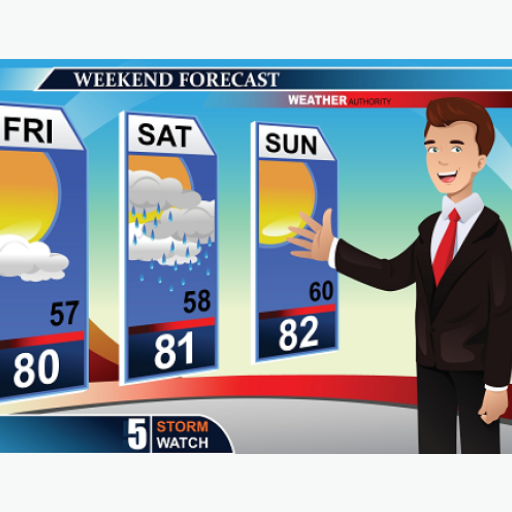 WEEKEND FORECAST
WEATHER AUTHORITY
FRI
57
80
SAT
58
81
SUN
60
82
5 STORM
WATCH